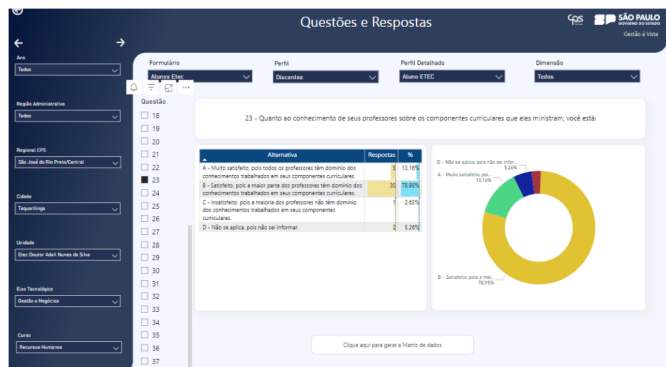 Questões e Respostas
CPS
SÃO PAULO
GOVERNO DO ESTADO
Gestão à Vista
Ano
Todos
Região Administrativa
Todos
Regional CPS
São José do Rio Preto/Central
Cidade
Taquaritinga
Unidade
Etec Doutor Adail Nunes da Silva
Eixo Tecnológico
Gestão e Negócios
Curso
Recursos Humanos
Formulário
Alunos Etec
Perfil
Discentes
Perfil Detalhado
Aluno ETEC
Dimensão
Todos
Questão
18
19
20
21
22
23
24
25
26
27
28
29
30
31
32
33
34
35
36
37
23 - Quanto ao conhecimento de seus professores sobre os componentes curriculares que eles ministram, você está:
Alternativa Respostas %
A - Muito satisfeito, pois todos os professores têm domínio dos 5 13,16%
conhecimentos trabalhados em seus componentes curriculares.
B - Satisfeito, pois a maior parte dos professores têm domínio dos 30 78,95%
conhecimentos trabalhados em seus componentes curriculares.
C - Insatisfeito, pois a maioria dos professores não têm domínio 1 2,63%
dos conhecimentos trabalhados em seus componentes
curriculares.
D - Não se aplica, pois não sei informar. 2 5,26%
D - Não se aplica, pois não sei infor...
5,26%
A - Muito satisfeito, poi...
13,16%
B - Satisfeito, pois a mai...
78,95%
Clique aqui para gerar a Matriz de dados